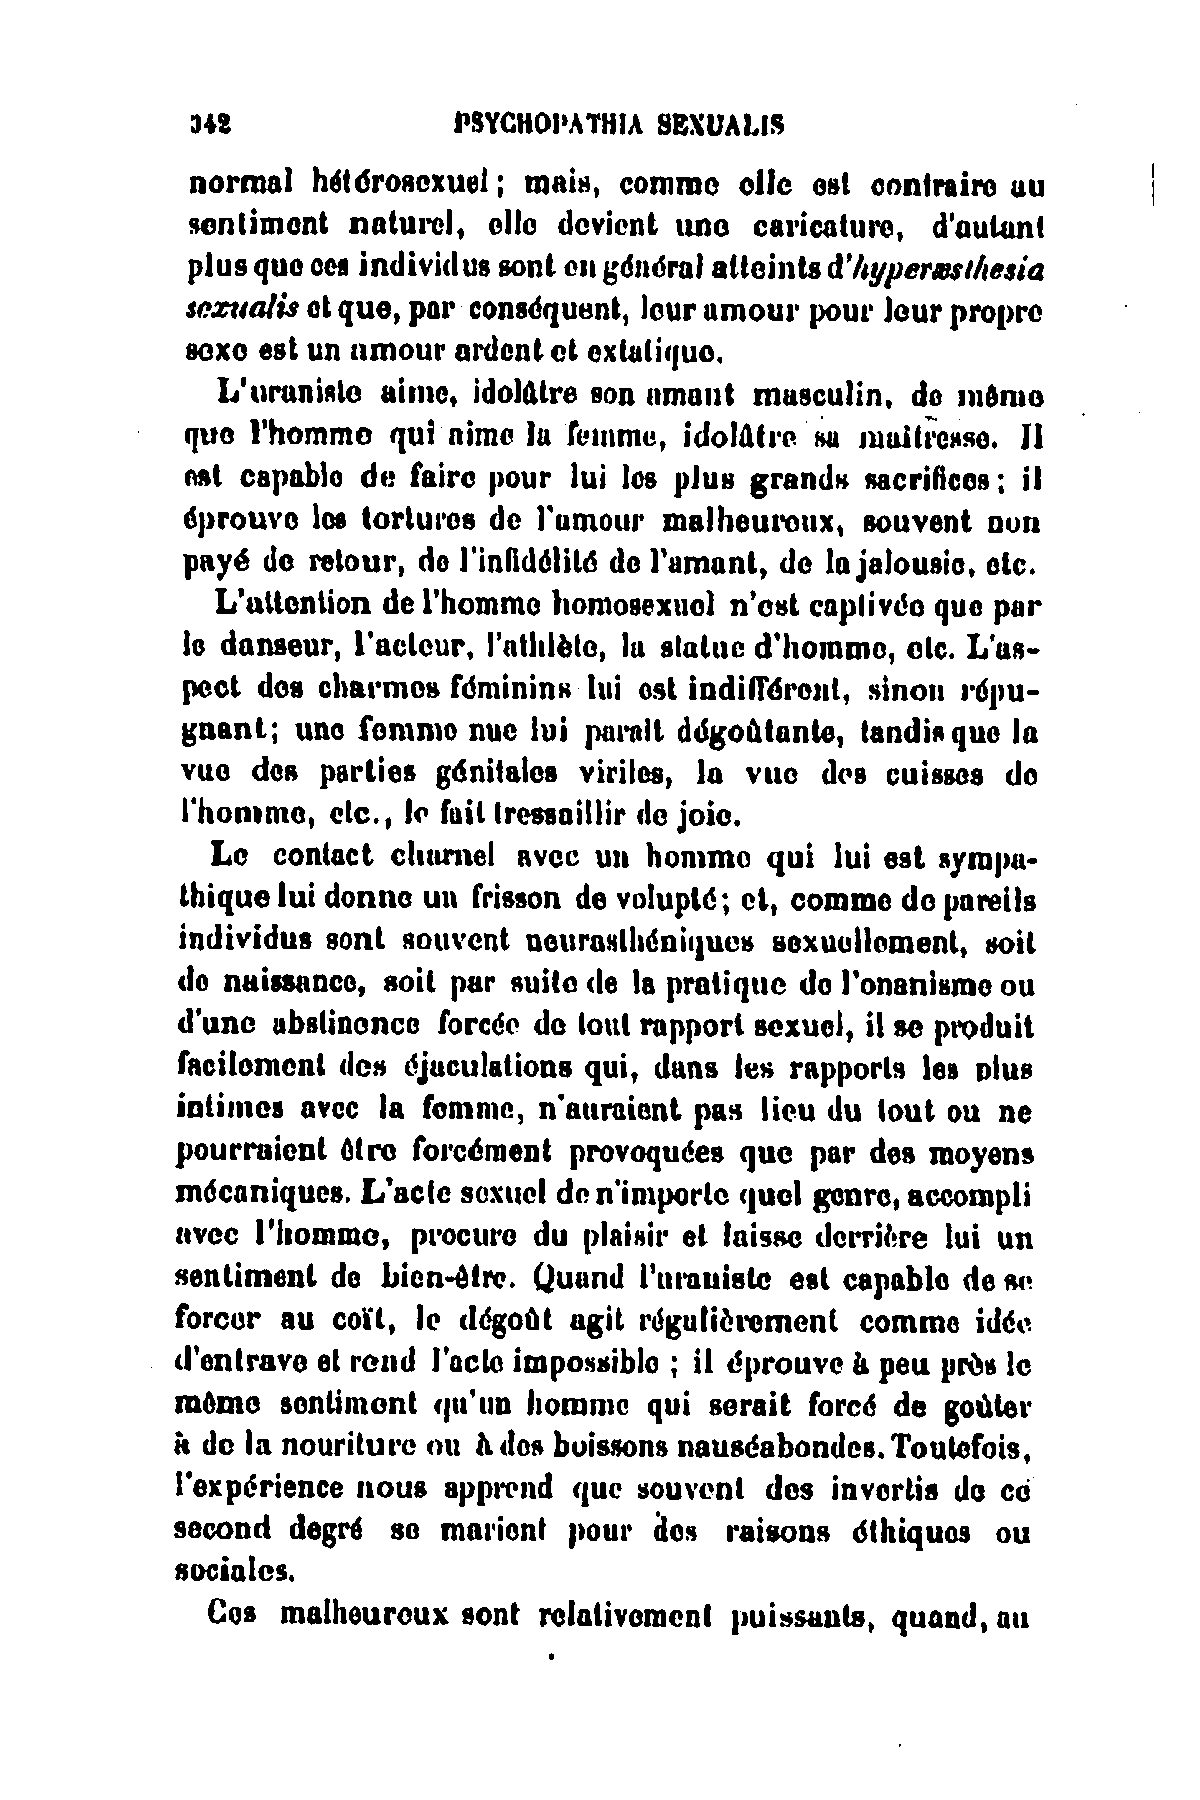 342 PSYCHOPATHIA SEXUALIS
normal hétérosexuel ; mais, comme elle est contraire au
sentiment naturel, elle devient une caricature, d'autant
plus que ces individus sont en général atteints d'hyperæsthesia
sexualis et que, par conséquent, leur amour pour leur propre
sexe est un amour ardent et extatique.
L'uraniste aime, idolâtre son amant masculin, de même
que l'homme qui aime la femme, idolâtre sa maîtresse. Il
est capable de faire pour lui les plus grands sacrifices ; il
éprouve les tortures de l'amour malheureux, souvent non
payé de retour, de l'infidélité de l'amant, de la jalousie, etc.
L'attention de l'homme homosexuel n'est captivée que par
le danseur, l'acteur, l'athlète, la statue d'homme, etc. L'as-
pect des charmes féminins lui est indifférent, sinon répu-
gnant ; une femme nue lui paraît dégoûtante, tandis que la
vue des parties génitales viriles, la vue des cuisses de
l'homme, etc., le fait tressaillir de joie.
Le contact charnel avec un homme qui lui est sympa-
thique lui donne un frisson de volupté ; et, comme de pareils
individus sont souvent neurasthéniques sexuellement, soit
de naissance, soit par suite de la pratique de l'onanisme ou
d'une abstinence forcée de tout rapport sexuel, il se produit
facilement des éjaculations qui, dans les rapports les plus
intimes avec la femme, n'auraient pas lieu du tout ou ne
pourraient être forcément provoquées que par des moyens
mécaniques. L'acte sexuel de n'importe quel genre, accompli
avec l'homme, procure du plaisir et laisse derrière lui un
sentiment de bien-être. Quand l'uraniste est capable de se
forcer au coït, le dégoût agit régulièrement comme idée
d'entrave et rend l'acte impossible ; il éprouve à peu près le
même sentiment qu'un homme qui serait forcé de goûter
à de la nouriture ou à des boissons nauséabondes. Toutefois,
l'expérience nous apprend que souvent des invertis de ce
second degré se marient pour des raisons éthiques ou
sociales.
Ces malheureux sont relativement puissants, quand, au